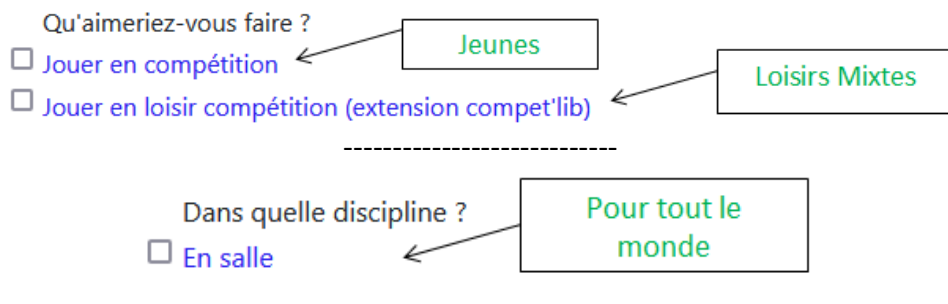 Qu'aimeriez-vous faire ?
Jeunes
Jouer en compétition
Loisirs Mixtes
Jouer en loisir compétition (extension compet'lib)
----------------------------
Pour tout le
monde
Dans quelle discipline ?
En salle